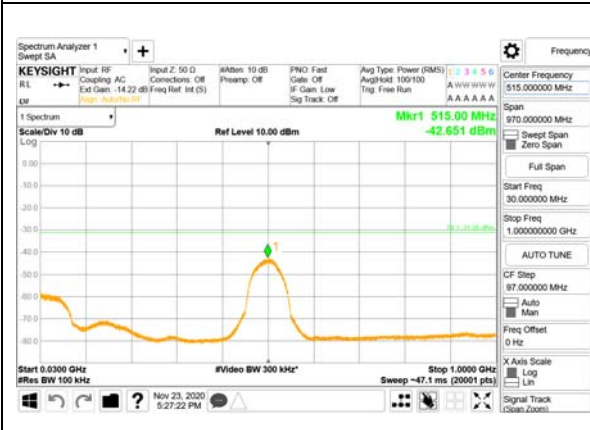 Spectrum Analyzer 1
Swept SA
Frequency
KEYSIGHT
RL
Input: RF
Coupling: AC
Ext Gain: -14.22 dB
Align: Auto/No RF
Input Z: 50 Ω
Corrections: Off
Freq Ref: Int (S)
#Atten: 10 dB
Preamp: Off
PNO: Fast
Gate: Off
IF Gain: Low
Sig Track: Off
Avg Type: Power (RMS)
Avg|Hold: 100/100
Trig: Free Run
1 2 3 4 5 6
A W W W W W
A A A A A A
1 Spectrum
Scale/Div 10 dB
Log
Ref Level 10.00 dBm
Mkr1 515.00 MHz
-42.651 dBm
0.00
-10.0
-20.0
-30.0
-40.0
-50.0
-60.0
-70.0
-80.0
1
Start 0.0300 GHz
#Res BW 100 kHz
#Video BW 300 kHz*
Stop 1.0000 GHz
Sweep ~47.1 ms (20001 pts)
Nov 23, 2020
5:27:22 PM
Center Frequency
515.000000 MHz
Span
970.000000 MHz
Swept Span
Zero Span
Full Span
Start Freq
30.000000 MHz
Stop Freq
1.000000000 GHz
AUTO TUNE
CF Step
97.000000 MHz
Auto
Man
Freq Offset
0 Hz
X Axis Scale
Log
Lin
Signal Track
(Span Zoom)